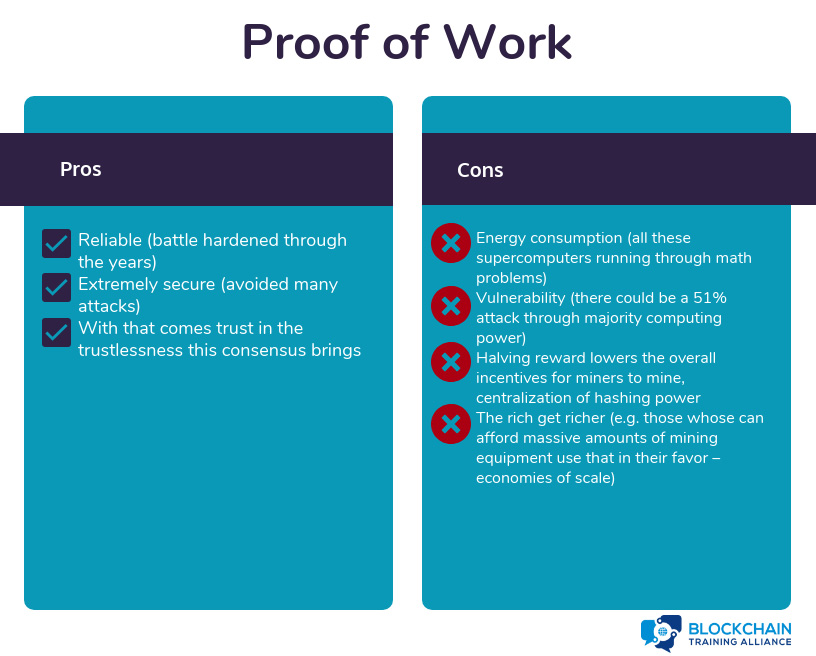 Proof of Work
Pros
Reliable (battle hardened through
the years)
Extremely secure (avoided many
attacks)
With that comes trust in the
trustlessness this consensus brings
Cons
Energy consumption (all these
supercomputers running through math
problems)
Vulnerability (there could be a 51%
attack through majority computing
power)
Halving reward lowers the overall
incentives for miners to mine,
centralization of hashing power
The rich get richer (e.g. those whose can
afford massive amounts of mining
equipment use that in their favor –
economies of scale)
BLOCKCHAIN
TRAINING ALLIANCE